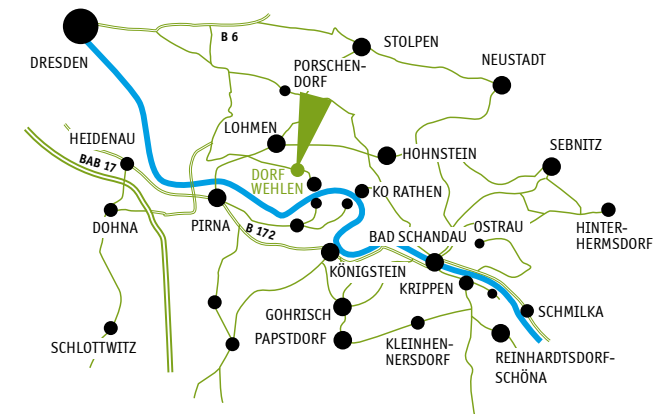 B 6
STOLPEN
DRESDEN
PORSCHEN-
DORF
NEUSTADT
LOHMEN
HEIDENAU
BAB 17
HOHNSTEIN
SEBNITZ
DORF
WEHLEN
KO RATHEN
DOHNA
PIRNA
B 172
BAD SCHANDAU
OSTRAU
HINTER-
HERMSDORF
KÖNIGSTEIN
KRIPPEN
GOHRISCH
SCHMILKA
PAPSTDORF
SCHLOTTWITZ
KLEINHEN-
NERSDORF
REINHARDTSDORF-
SCHÖNA